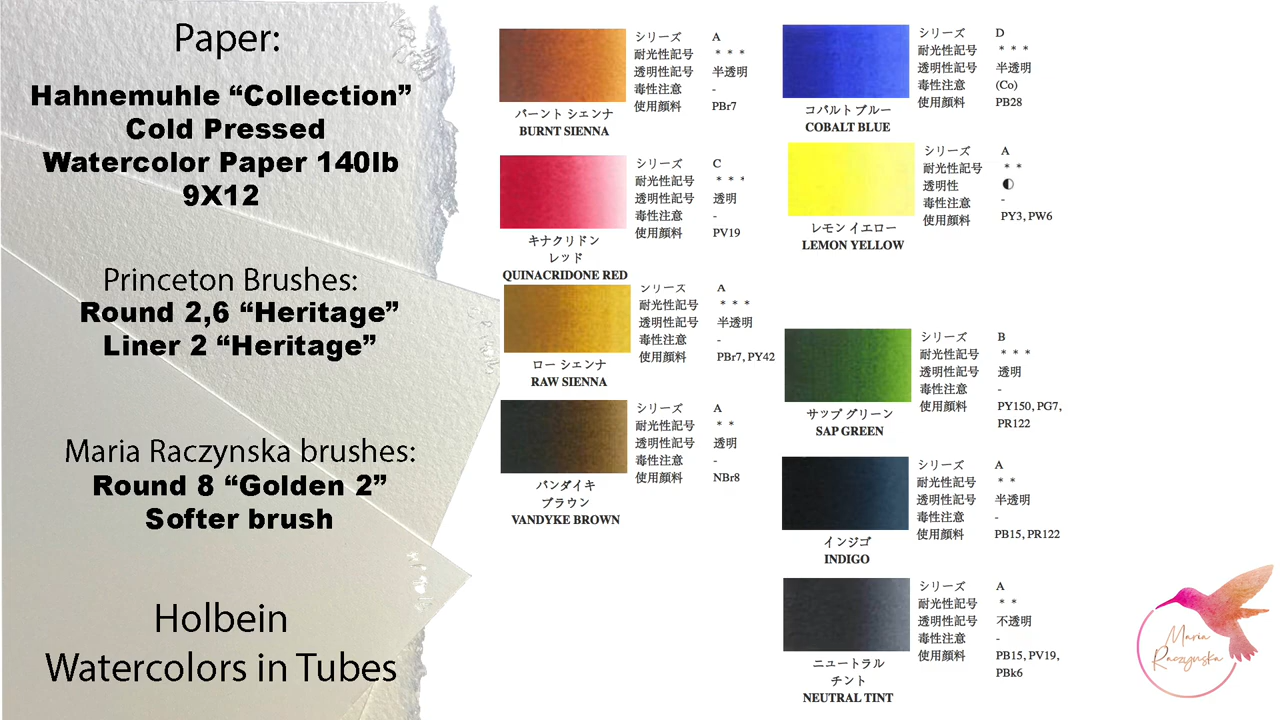 Paper:
Hahnemuhle “Collection”
Cold Pressed
Watercolor Paper 140lb
9X12
Princeton Brushes:
Round 2,6 “Heritage”
Liner 2 “Heritage”
Maria Raczynska brushes:
Round 8 “Golden 2”
Softer brush
Holbein
Watercolors in Tubes
シリーズ A
耐光性記号 * * *
透明性記号 半透明
毒性注意 -
使用顔料 PBr7
バーント シェンナ
BURNT SIENNA
シリーズ C
耐光性記号 * * *
透明性記号 透明
毒性注意 -
使用顔料 PV19
キナクリドン
レッド
QUINACRIDONE RED
シリーズ A
耐光性記号 * * *
透明性記号 半透明
毒性注意 -
使用顔料 PBr7, PY42
ロー シェンナ
RAW SIENNA
シリーズ A
耐光性記号 * *
透明性記号 透明
毒性注意 -
使用顔料 NBr8
バンダイキ
ブラウン
VANDYKE BROWN
シリーズ D
耐光性記号 * * *
透明性記号 半透明
毒性注意 (Co)
使用顔料 PB28
コバルト ブルー
COBALT BLUE
シリーズ A
耐光性記号 * *
透明性 ◐
毒性注意 -
使用顔料 PY3, PW6
レモン イエロー
LEMON YELLOW
シリーズ B
耐光性記号 * * *
透明性記号 透明
毒性注意 -
使用顔料 PY150, PG7,
PR122
サップ グリーン
SAP GREEN
シリーズ A
耐光性記号 * *
透明性記号 半透明
毒性注意 -
使用顔料 PB15, PR122
インジゴ
INDIGO
シリーズ A
耐光性記号 * *
透明性記号 不透明
毒性注意 -
使用顔料 PB15, PV19,
PBk6
ニュートラル
チント
NEUTRAL TINT
Maria
Raczynska